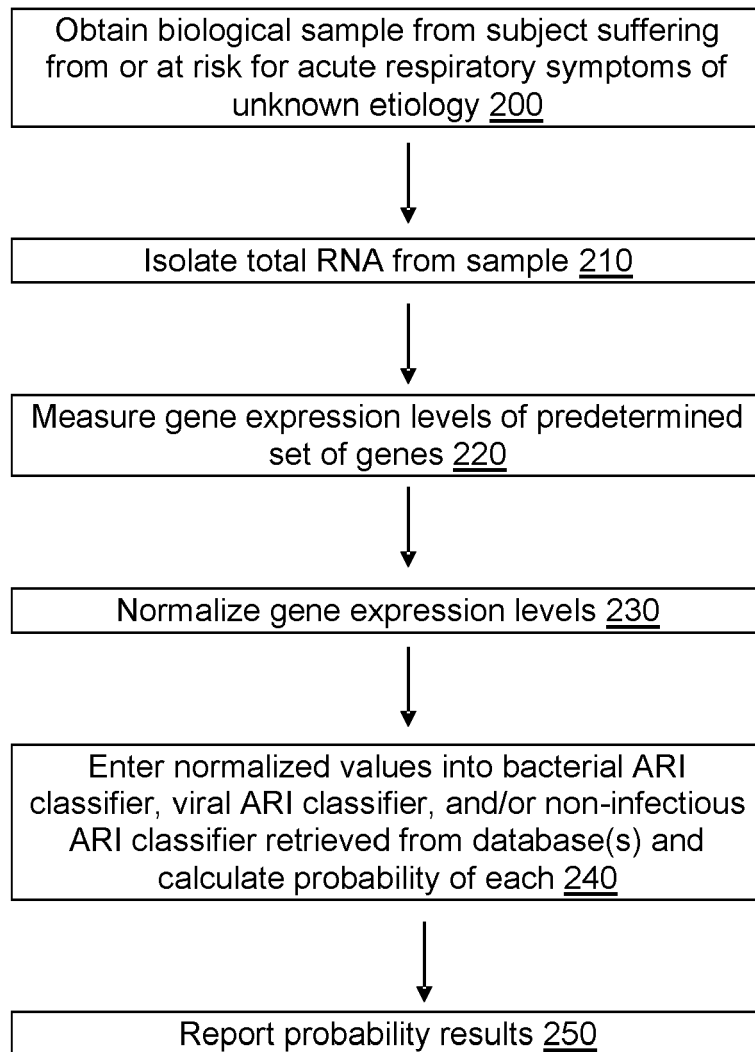 Obtain biological sample from subject suffering
from or at risk for acute respiratory symptoms of
unknown etiology 200
Isolate total RNA from sample 210
Measure gene expression levels of predetermined
set of genes 220
Normalize gene expression levels 230
Enter normalized values into bacterial ARI
classifier, viral ARI classifier, and/or non-infectious
ARI classifier retrieved from database(s) and
calculate probability of each 240
Report probability results 250